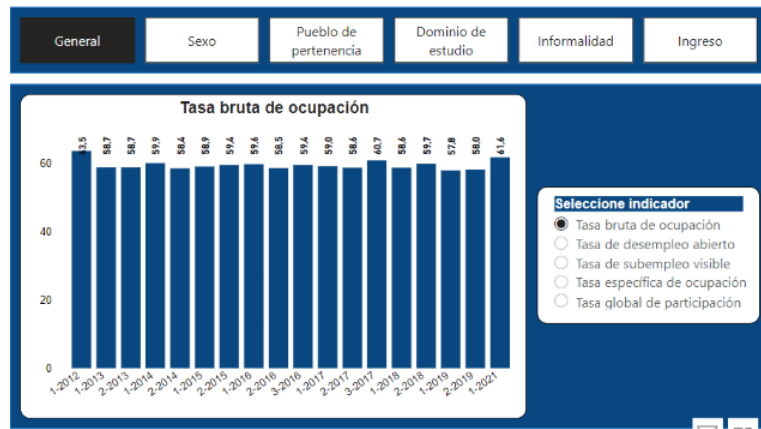 General
Sexo
Pueblo de
pertenencia
Dominio de
estudio
Informalidad
Ingreso
Tasa bruta de ocupación
63,5
58,7
58,7
59,9
58,4
58,9
59,4
59,6
58,5
59,4
59,0
58,6
60,7
58,6
59,7
57,8
58,0
61,6
60
40
20
0
1-2012
1-2013
2-2013
1-2014
2-2014
1-2015
2-2015
1-2016
2-2016
3-2016
1-2017
2-2017
3-2017
1-2018
2-2018
1-2019
2-2019
1-2021
Seleccione indicador
Tasa bruta de ocupación
Tasa de desempleo abierto
Tasa de subempleo visible
Tasa específica de ocupación
Tasa global de participación